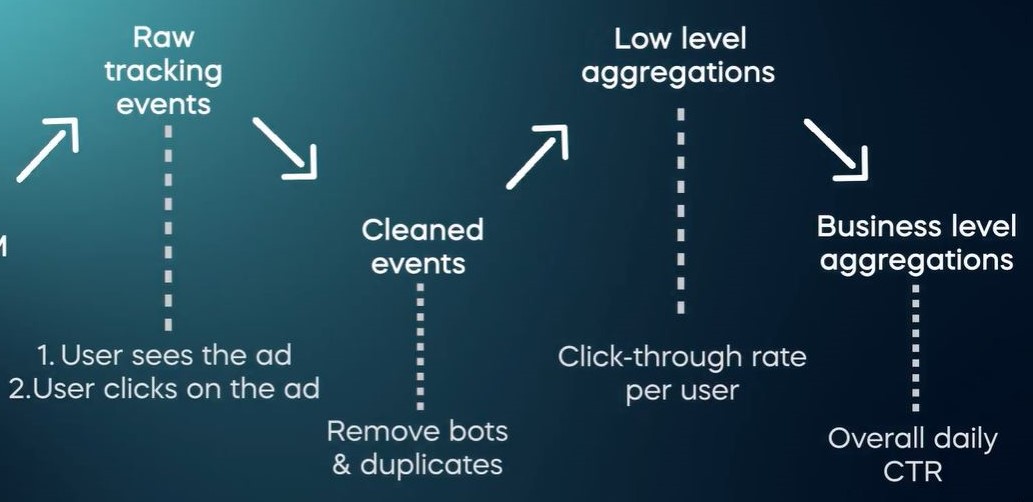 Raw
tracking
events
Low level
aggregations
Cleaned
events
Business level
aggregations
1. User sees the ad
2.User clicks on the ad
Click-through rate
per user
Remove bots
& duplicates
Overall daily
CTR